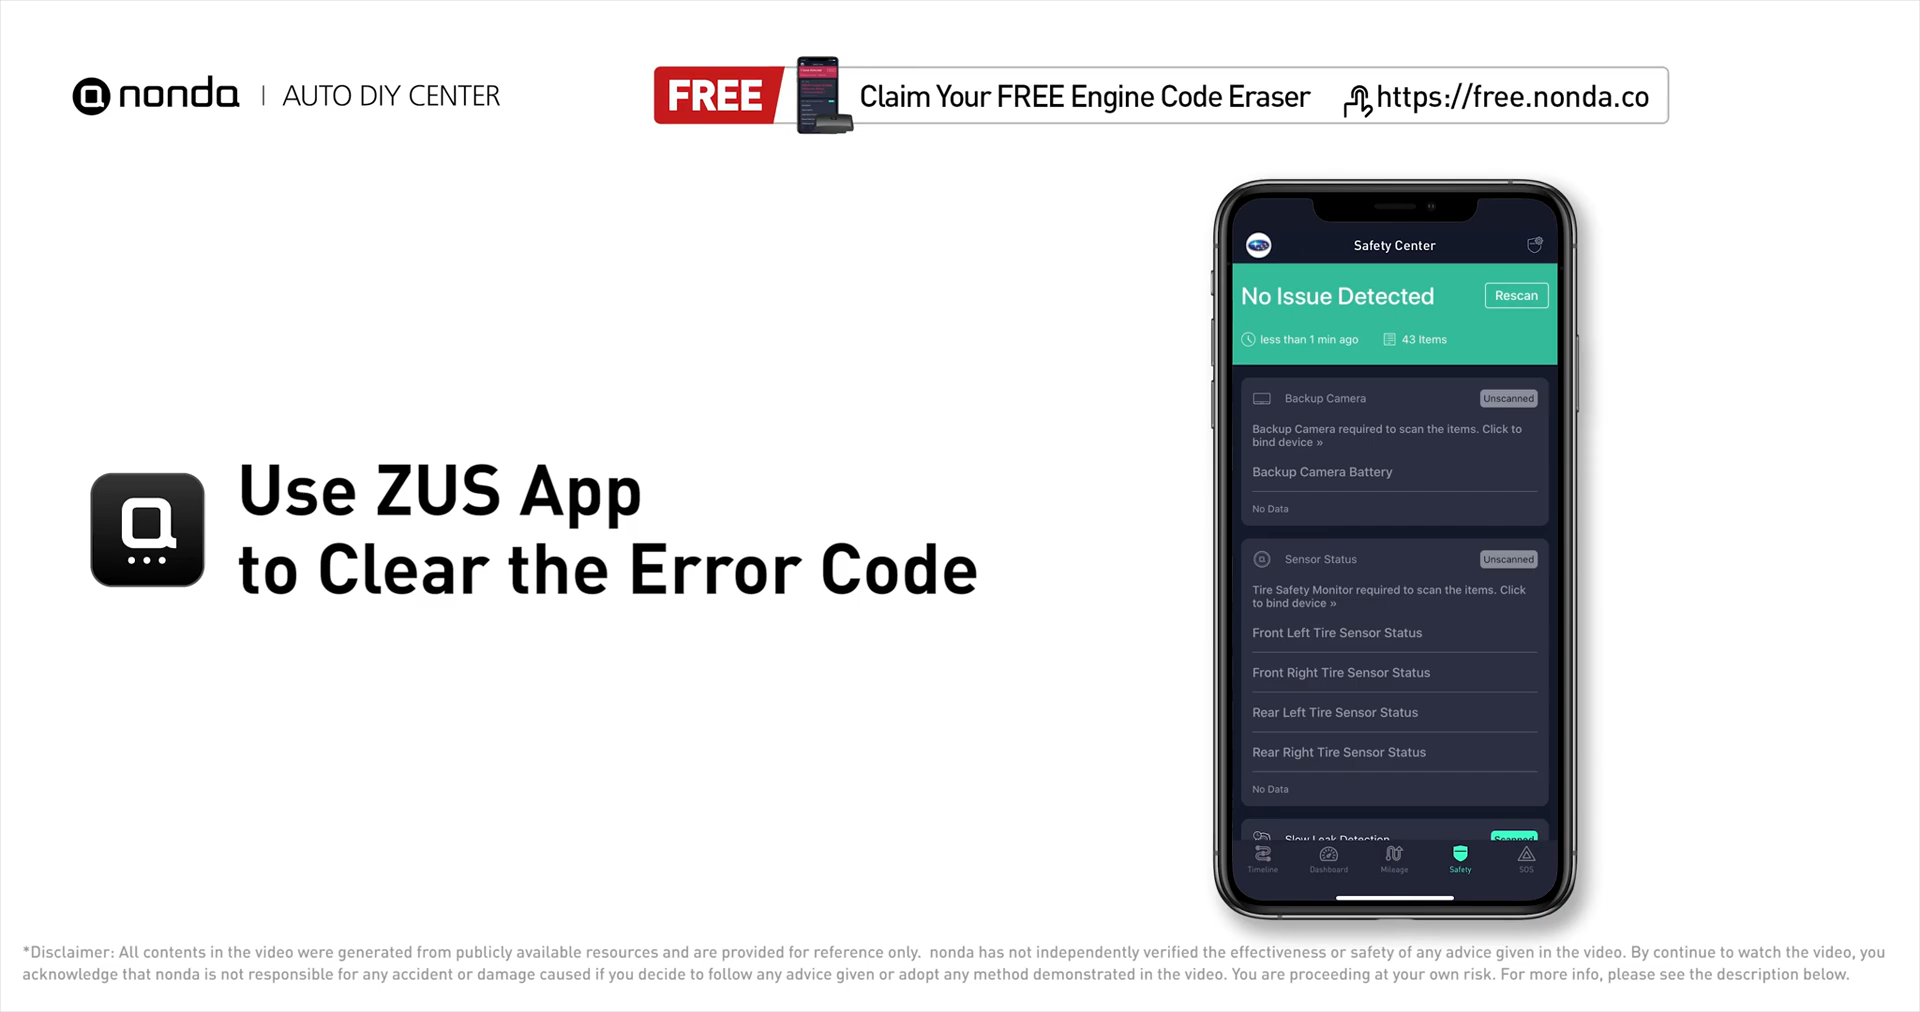 nonda | AUTO DIY CENTER
FREE Claim Your FREE Engine Code Eraser https://free.nonda.co
Use ZUS App
to Clear the Error Code
Safety Center
No Issue Detected Rescan
less than 1 min ago 43 Items
Backup Camera Unscanned
Backup Camera required to scan the items. Click to
bind device »
Backup Camera Battery
No Data
Sensor Status Unscanned
Tire Safety Monitor required to scan the items. Click
to bind device »
Front Left Tire Sensor Status
Front Right Tire Sensor Status
Rear Left Tire Sensor Status
Rear Right Tire Sensor Status
No Data
Slow Leak Detection Scanned
Timeline Dashboard Mileage Safety SOS
*Disclaimer: All contents in the video were generated from publicly available resources and are provided for reference only. nonda has not independently verified the effectiveness or safety of any advice given in the video. By continue to watch the video, you
acknowledge that nonda is not responsible for any accident or damage caused if you decide to follow any advice given or adopt any method demonstrated in the video. You are proceeding at your own risk. For more info, please see the description below.